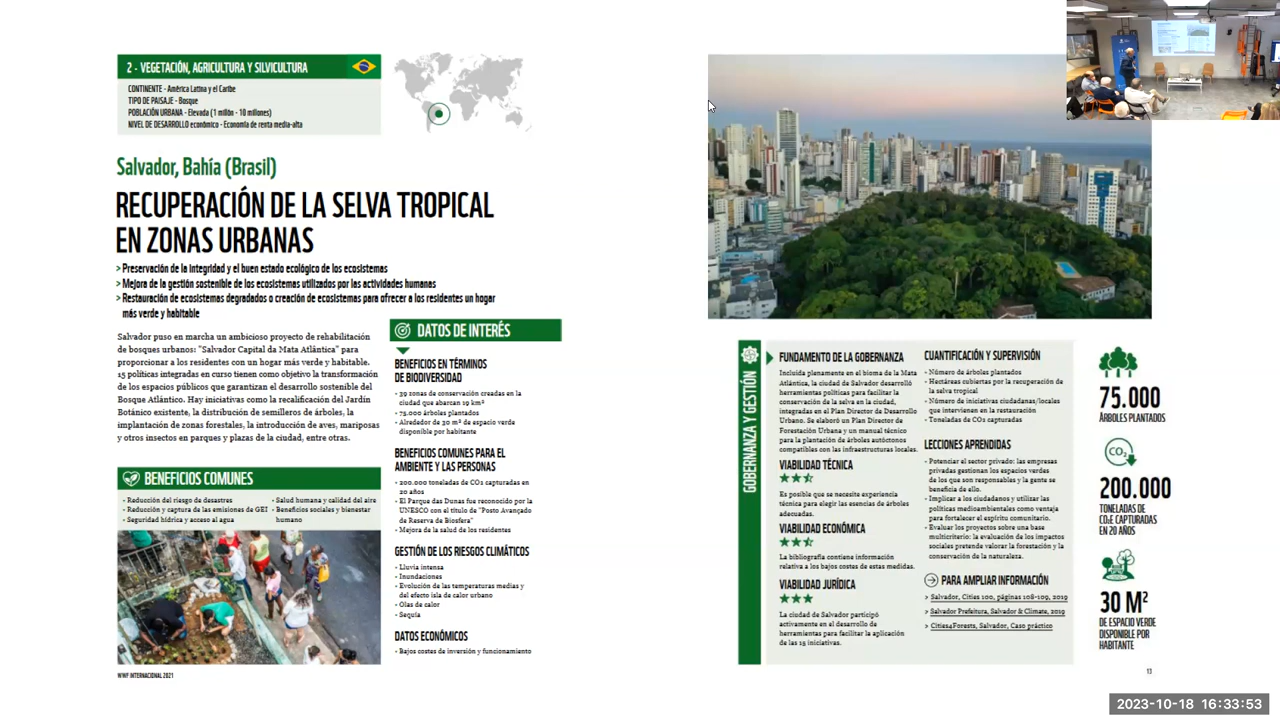 2 - VEGETACIÓN, AGRICULTURA Y SILVICULTURA
CONTINENTE - América Latina y el Caribe
TIPO DE PAISAJE - Bosque
POBLACIÓN URBANA - Elevada (1 millón - 10 millones)
NIVEL DE DESARROLLO económico - Economía de renta media-alta
Salvador, Bahía (Brasil)
RECUPERACIÓN DE LA SELVA TROPICAL
EN ZONAS URBANAS
> Preservación de la integridad y el buen estado ecológico de los ecosistemas
> Mejora de la gestión sostenible de los ecosistemas utilizados por las actividades humanas
> Restauración de ecosistemas degradados o creación de ecosistemas para ofrecer a los residentes un hogar
más verde y habitable
Salvador puso en marcha un ambicioso proyecto de rehabilitación
de bosques urbanos: "Salvador Capital da Mata Atlântica" para
proporcionar a los residentes con un hogar más verde y habitable.
15 políticas integradas en curso tienen como objetivo la transformación
de los espacios públicos que garantizan el desarrollo sostenible del
Bosque Atlántico. Hay iniciativas como la recalificación del Jardín
Botánico existente, la distribución de semilleros de árboles, la
implantación de zonas forestales, la introducción de aves, mariposas
y otros insectos en parques y plazas de la ciudad, entre otras.
BENEFICIOS COMUNES
- Reducción del riesgo de desastres
- Reducción y captura de las emisiones de GEI
- Seguridad hídrica y acceso al agua
- Salud humana y calidad del aire
- Beneficios sociales y bienestar
humano
WWF INTERNACIONAL 2021
DATOS DE INTERÉS
BENEFICIOS EN TÉRMINOS
DE BIODIVERSIDAD
- 39 zonas de conservación creadas en la
ciudad que abarcan 19 km²
- 75.000 árboles plantados
- Alrededor de 30 m² de espacio verde
disponible por habitante
BENEFICIOS COMUNES PARA EL
AMBIENTE Y LAS PERSONAS
- 200.000 toneladas de CO2 capturadas en
20 años
- El Parque das Dunas fue reconocido por la
UNESCO con el título de "Posto Avançado
de Reserva de Biosfera"
- Mejora de la salud de los residentes
GESTIÓN DE LOS RIESGOS CLIMÁTICOS
- Lluvia intensa
- Inundaciones
- Evolución de las temperaturas medias y
del efecto isla de calor urbano
- Olas de calor
- Sequía
DATOS ECONÓMICOS
- Bajos costes de inversión y funcionamiento
GOBERNANZA Y GESTIÓN
FUNDAMENTO DE LA GOBERNANZA
Incluida plenamente en el bioma de la Mata
Atlántica, la ciudad de Salvador desarrolló
herramientas políticas para facilitar la
conservación de la selva en la ciudad,
integradas en el Plan Director de Desarrollo
Urbano. Se elaboró un Plan Director de
Forestación Urbana y un manual técnico
para la plantación de árboles autóctonos
compatibles con las infraestructuras locales.
VIABILIDAD TÉCNICA
Es posible que se necesite experiencia
técnica para elegir las esencias de árboles
adecuadas.
VIABILIDAD ECONÓMICA
La bibliografía contiene información
relativa a los bajos costes de estas medidas.
VIABILIDAD JURÍDICA
La ciudad de Salvador participó
activamente en el desarrollo de
herramientas para facilitar la aplicación
de las 15 iniciativas.
CUANTIFICACIÓN Y SUPERVISIÓN
- Número de árboles plantados
- Hectáreas cubiertas por la recuperación de
la selva tropical
- Número de iniciativas ciudadanas/locales
que intervienen en la restauración
- Toneladas de CO2 capturadas
LECCIONES APRENDIDAS
- Potenciar el sector privado: las empresas
privadas gestionan los espacios verdes
de los que son responsables y la gente se
beneficia de ello.
- Implicar a los ciudadanos y utilizar las
políticas medioambientales como ventaja
para fortalecer el espíritu comunitario.
- Evaluar los proyectos sobre una base
multicriterio: la evaluación de los impactos
sociales pretende valorar la forestación y la
conservación de la naturaleza.
PARA AMPLIAR INFORMACIÓN
> Salvador, Cities 100, páginas 108-109, 2019
> Salvador Prefeitura, Salvador & Climate, 2019
> Cities4Forests, Salvador, Caso práctico
75.000
ÁRBOLES PLANTADOS
CO2
200.000
TONELADAS DE
CO2E CAPTURADAS
EN 20 AÑOS
30 M²
DE ESPACIO VERDE
DISPONIBLE POR
HABITANTE
13
2023-10-18 16:33:53